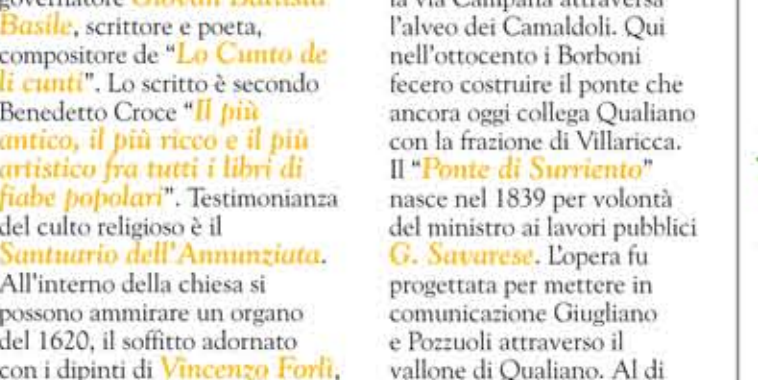 governatore Giovan Battista
Basile, scrittore e poeta,
compositore de “Lo Cunto de
li cunti”. Lo scritto è secondo
Benedetto Croce “Il più
antico, il più ricco e il più
artistico fra tutti i libri di
fiabe popolari”. Testimonianza
del culto religioso è il
Santuario dell’Annunziata.
All'interno della chiesa si
possono ammirare un organo
del 1620, il soffitto adornato
con i dipinti di Vincenzo Forlì,
la via Campana attraversa
l’alveo dei Camaldoli. Qui
nell’ottocento i Borboni
fecero costruire il ponte che
ancora oggi collega Qualiano
con la frazione di Villaricca.
Il “Ponte di Surriento”
nasce nel 1839 per volontà
del ministro ai lavori pubblici
G. Savarese. L’opera fu
progettata per mettere in
comunicazione Giugliano
e Pozzuoli attraverso il
vallone di Qualiano. Al di